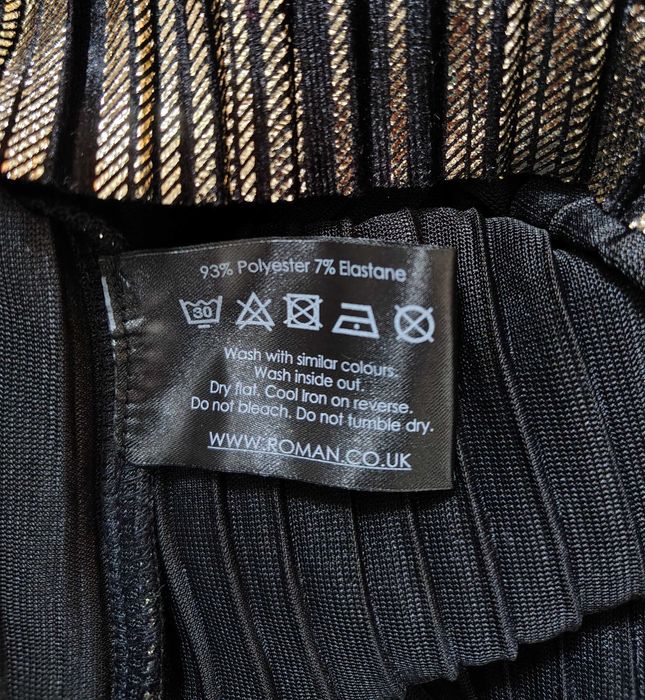 93% Polyester 7% Elastane
30
Wash with similar colours.
Wash inside out.
Dry flat. Cool Iron on reverse.
Do not bleach. Do not tumble dry.
WWW.ROMAN.CO.UK